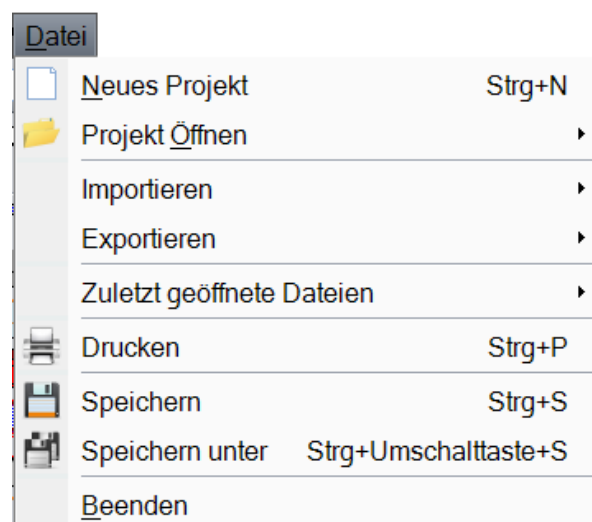 Datei
Neues Projekt Strg+N
Projekt Öffnen
Importieren
Exportieren
Zuletzt geöffnete Dateien
Drucken Strg+P
Speichern Strg+S
Speichern unter Strg+Umschalttaste+S
Beenden